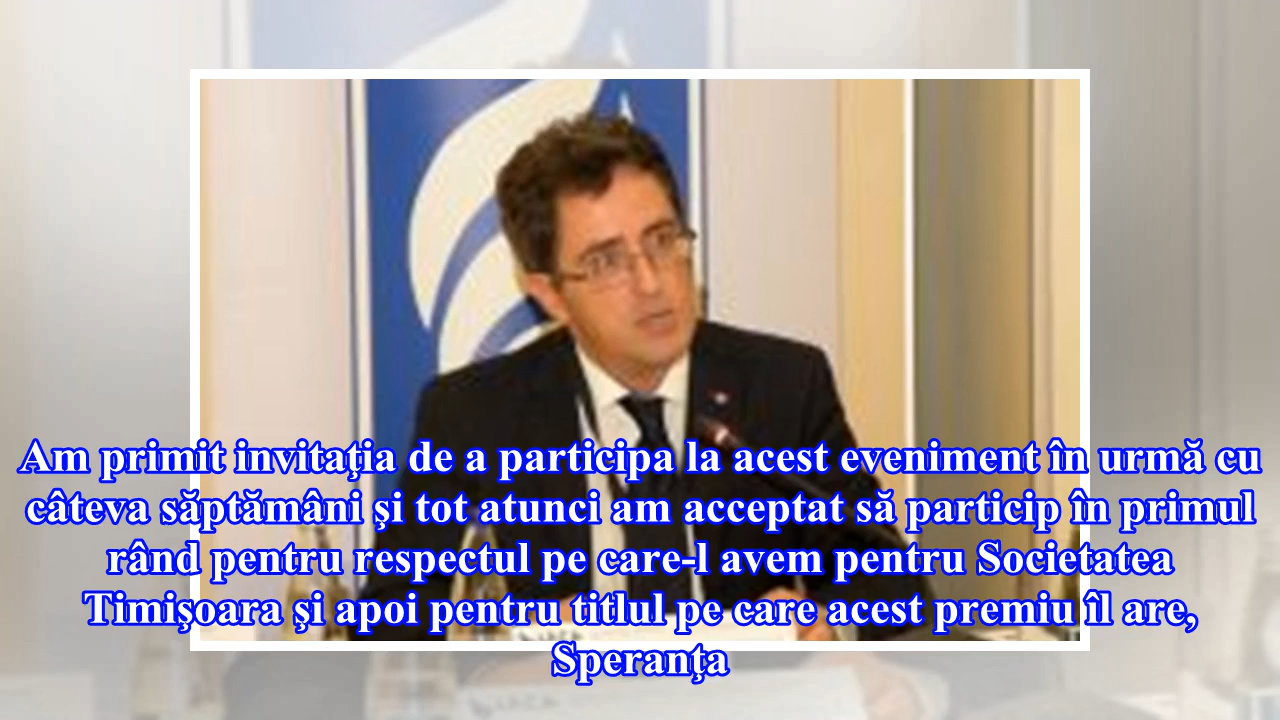 Am primit invitaţia de a participa la acest eveniment în urmă cu
câteva săptămâni şi tot atunci am acceptat să particip în primul
rând pentru respectul pe care-l avem pentru Societatea
Timişoara şi apoi pentru titlul pe care acest premiu îl are,
Speranţa